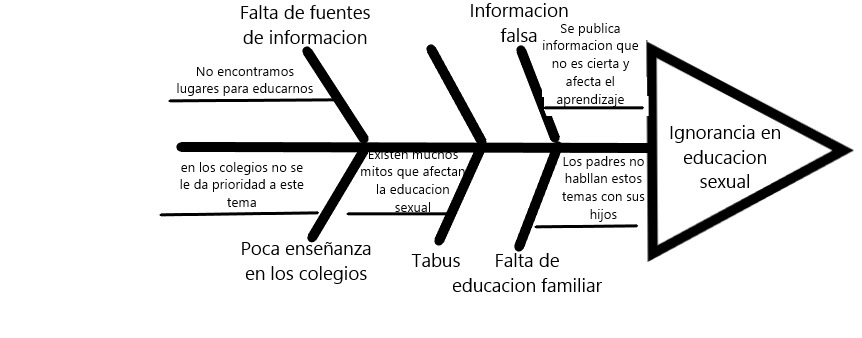 Falta de fuentes
de informacion
Informacion
falsa
Se publica
informacion que
no es cierta y
afecta el
aprendizaje
No encontramos
lugares para educarnos
Ignorancia en
educacion
sexual
en los colegios no se
le da prioridad a este
tema
Existen muchos
mitos que afectan
la educacion
sexual
Los padres no
habllan estos
temas con sus
hijos
Poca enseñanza
en los colegios
Tabus
Falta de
educacion familiar